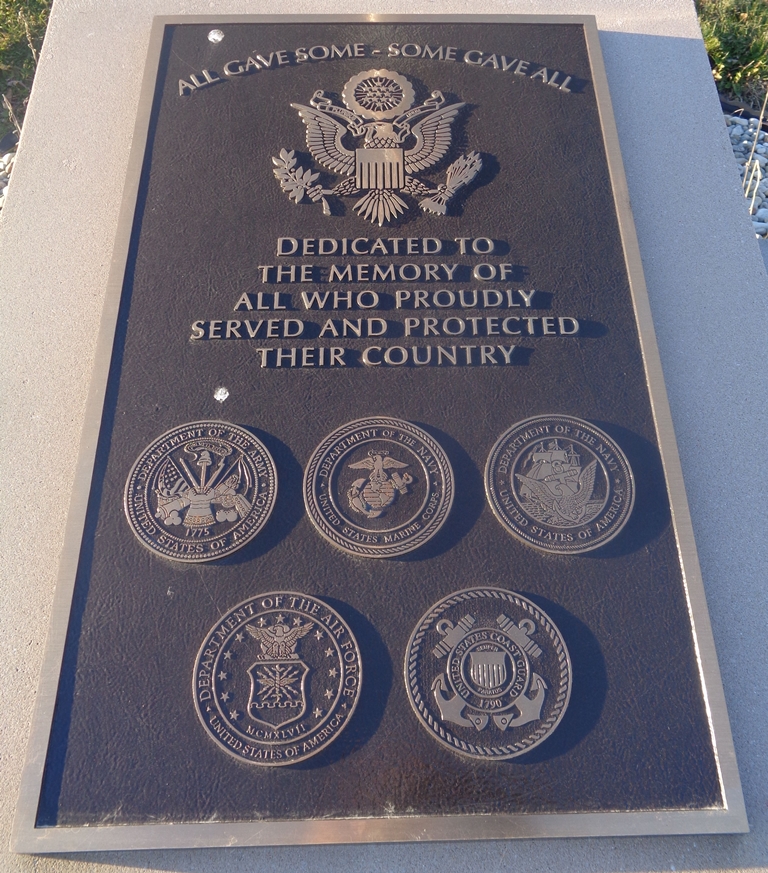 ALL GAVE SOME - SOME GAVE ALL
DEDICATED TO
THE MEMORY OF
ALL WHO PROUDLY
SERVED AND PROTECTED
THEIR COUNTRY
DEPARTMENT OF THE ARMY
1775
UNITED STATES OF AMERICA
DEPARTMENT OF THE NAVY
UNITED STATES MARINE CORPS
DEPARTMENT OF THE NAVY
UNITED STATES OF AMERICA
DEPARTMENT OF THE AIR FORCE
MCMXLVII
UNITED STATES OF AMERICA
UNITED STATES COAST GUARD
SEMPER
PARATUS
1790